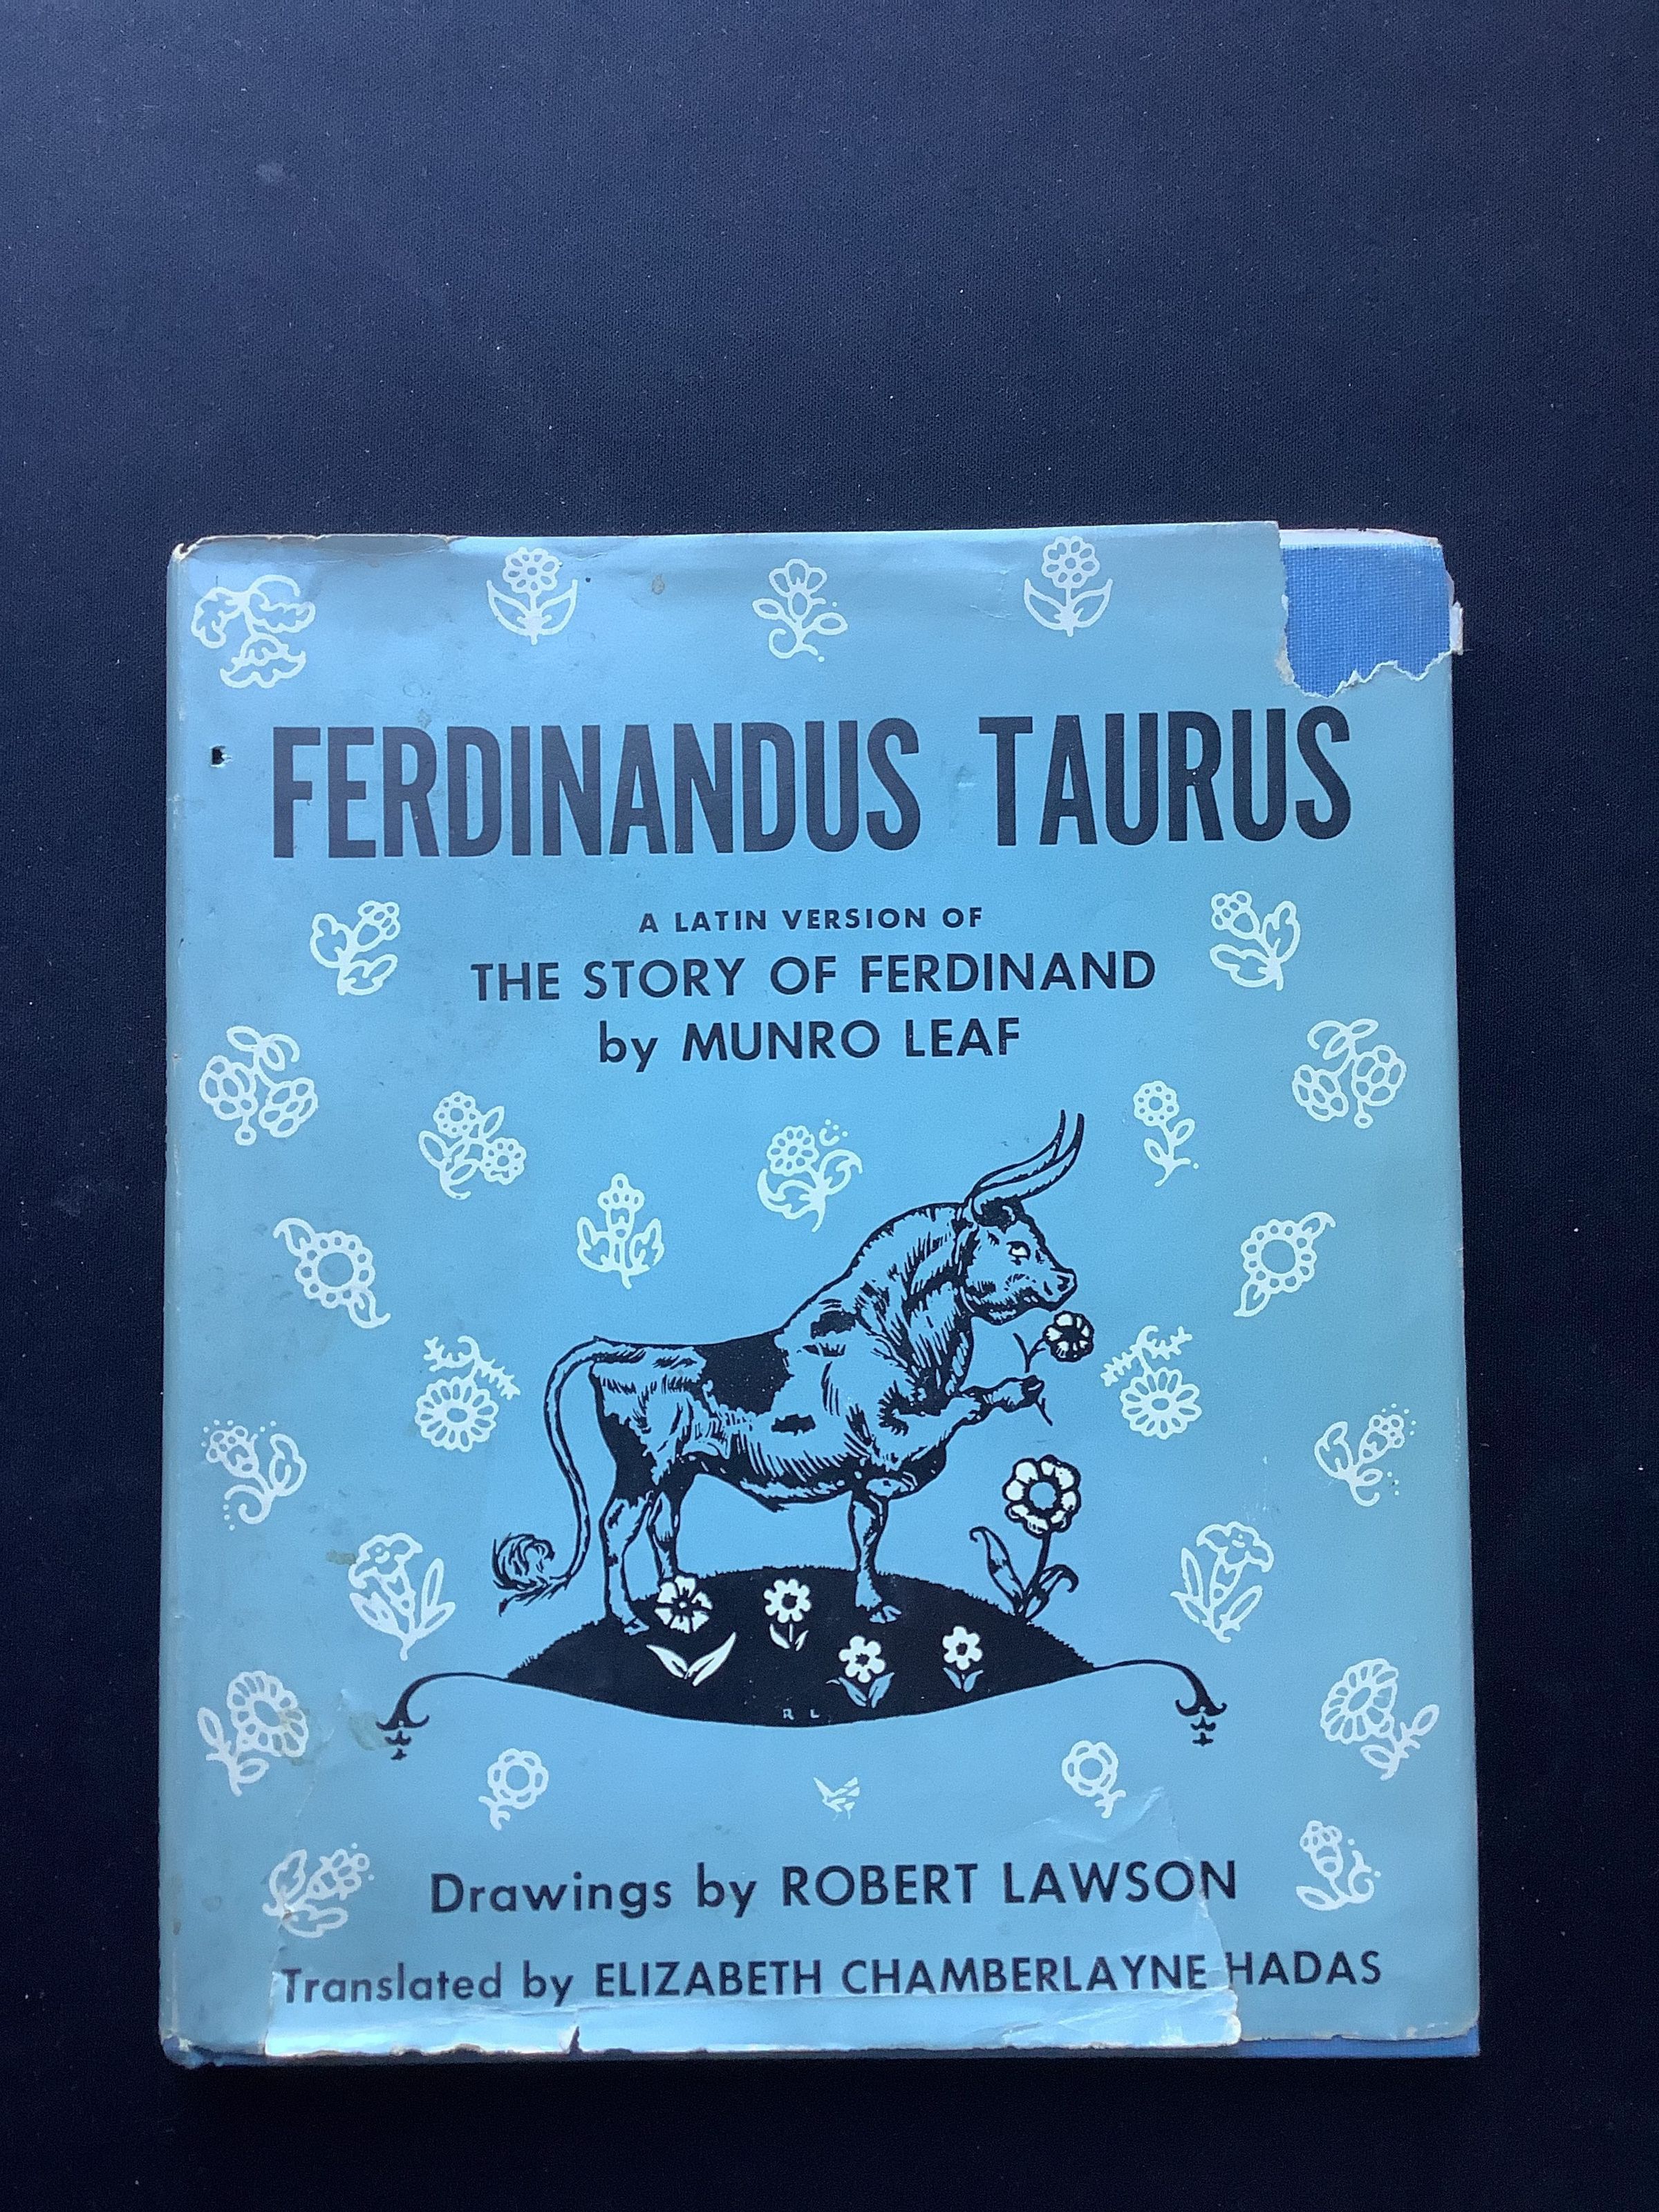 FERDINANDUS TAURUS
A LATIN VERSION OF
THE STORY OF FERDINAND
by MUNRO LEAF
R L
Drawings by ROBERT LAWSON
Translated by ELIZABETH CHAMBERLAYNE HADAS